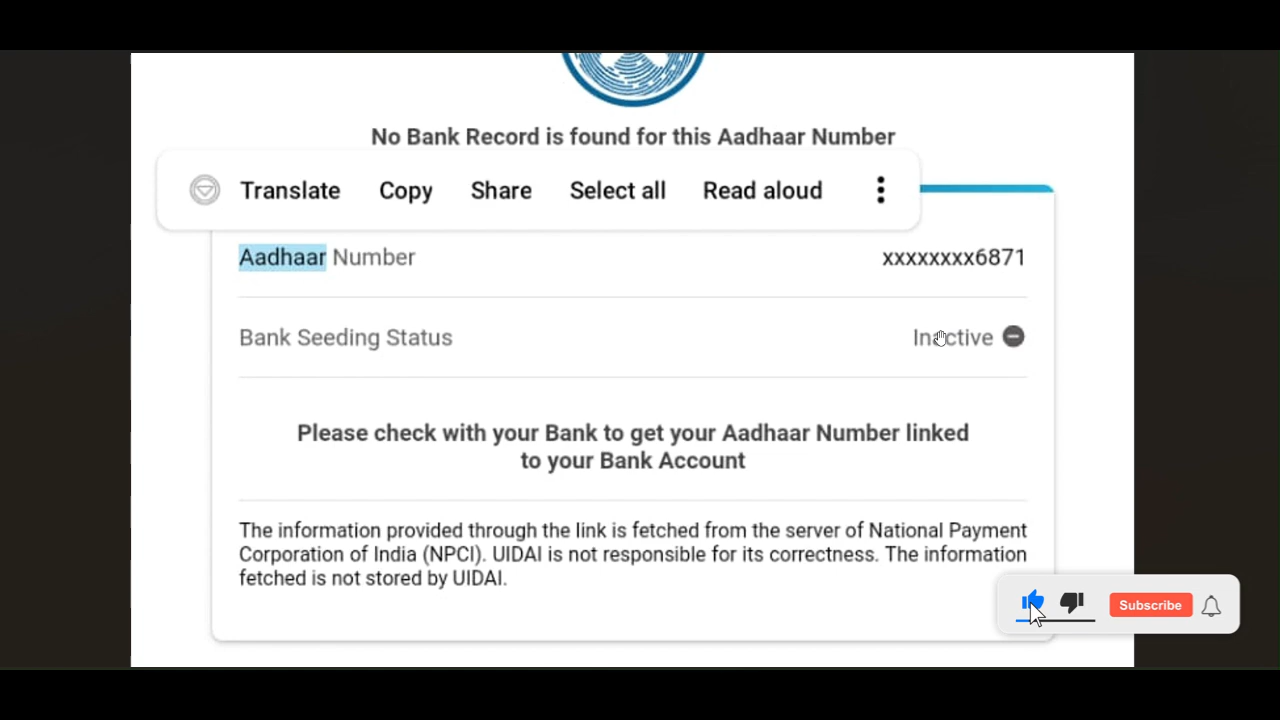 No Bank Record is found for this Aadhaar Number
Translate Copy Share Select all Read aloud
Aadhaar Number xxxxxxxx6871
Bank Seeding Status Inactive
Please check with your Bank to get your Aadhaar Number linked
to your Bank Account
The information provided through the link is fetched from the server of National Payment
Corporation of India (NPCI). UIDAI is not responsible for its correctness. The information
fetched is not stored by UIDAI.
Subscribe